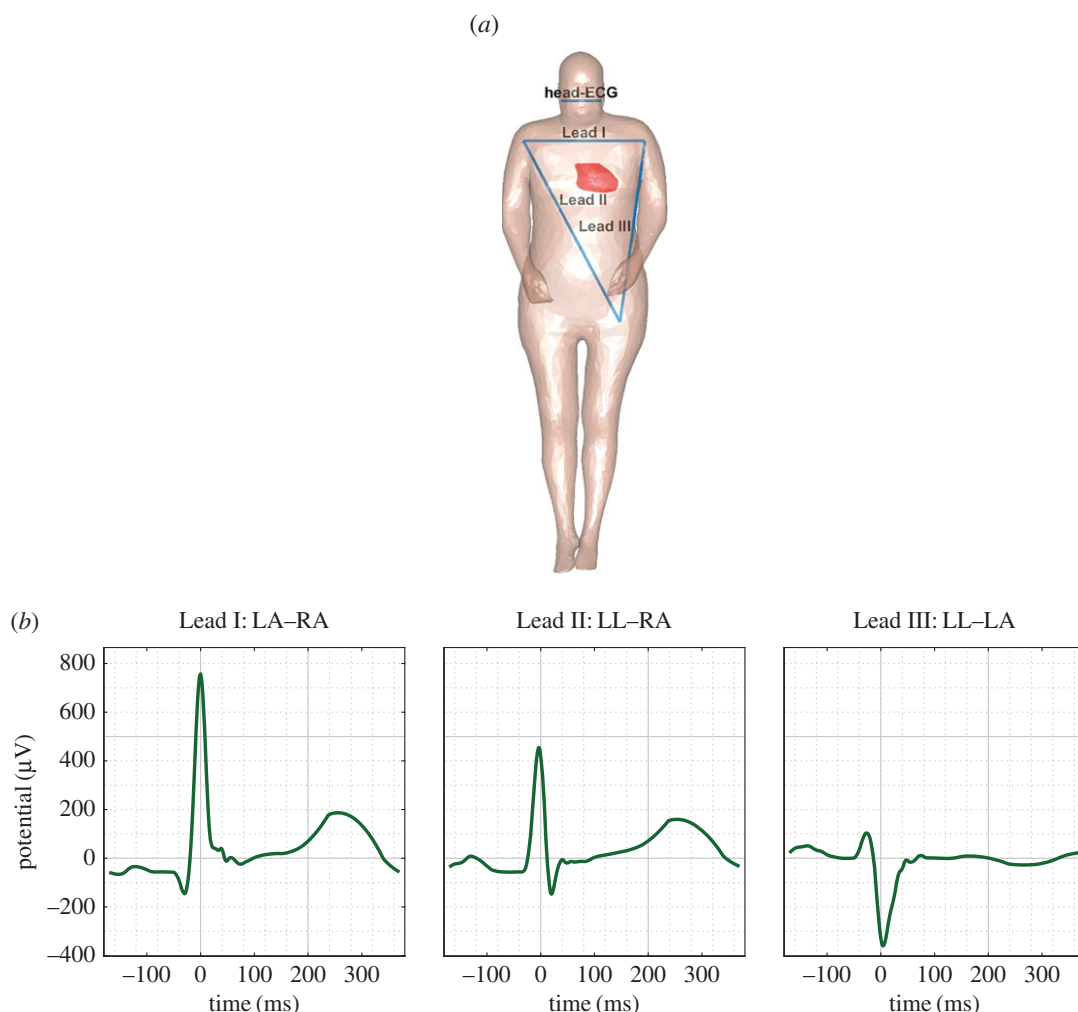 (a)
head-ECG
Lead I
Lead II
Lead III
(b)
Lead I: LA–RA
Lead II: LL–RA
Lead III: LL–LA
potential (µV)
800
600
400
200
0
−200
−400
−100 0 100 200 300
−100 0 100 200 300
−100 0 100 200 300
time (ms)
time (ms)
time (ms)